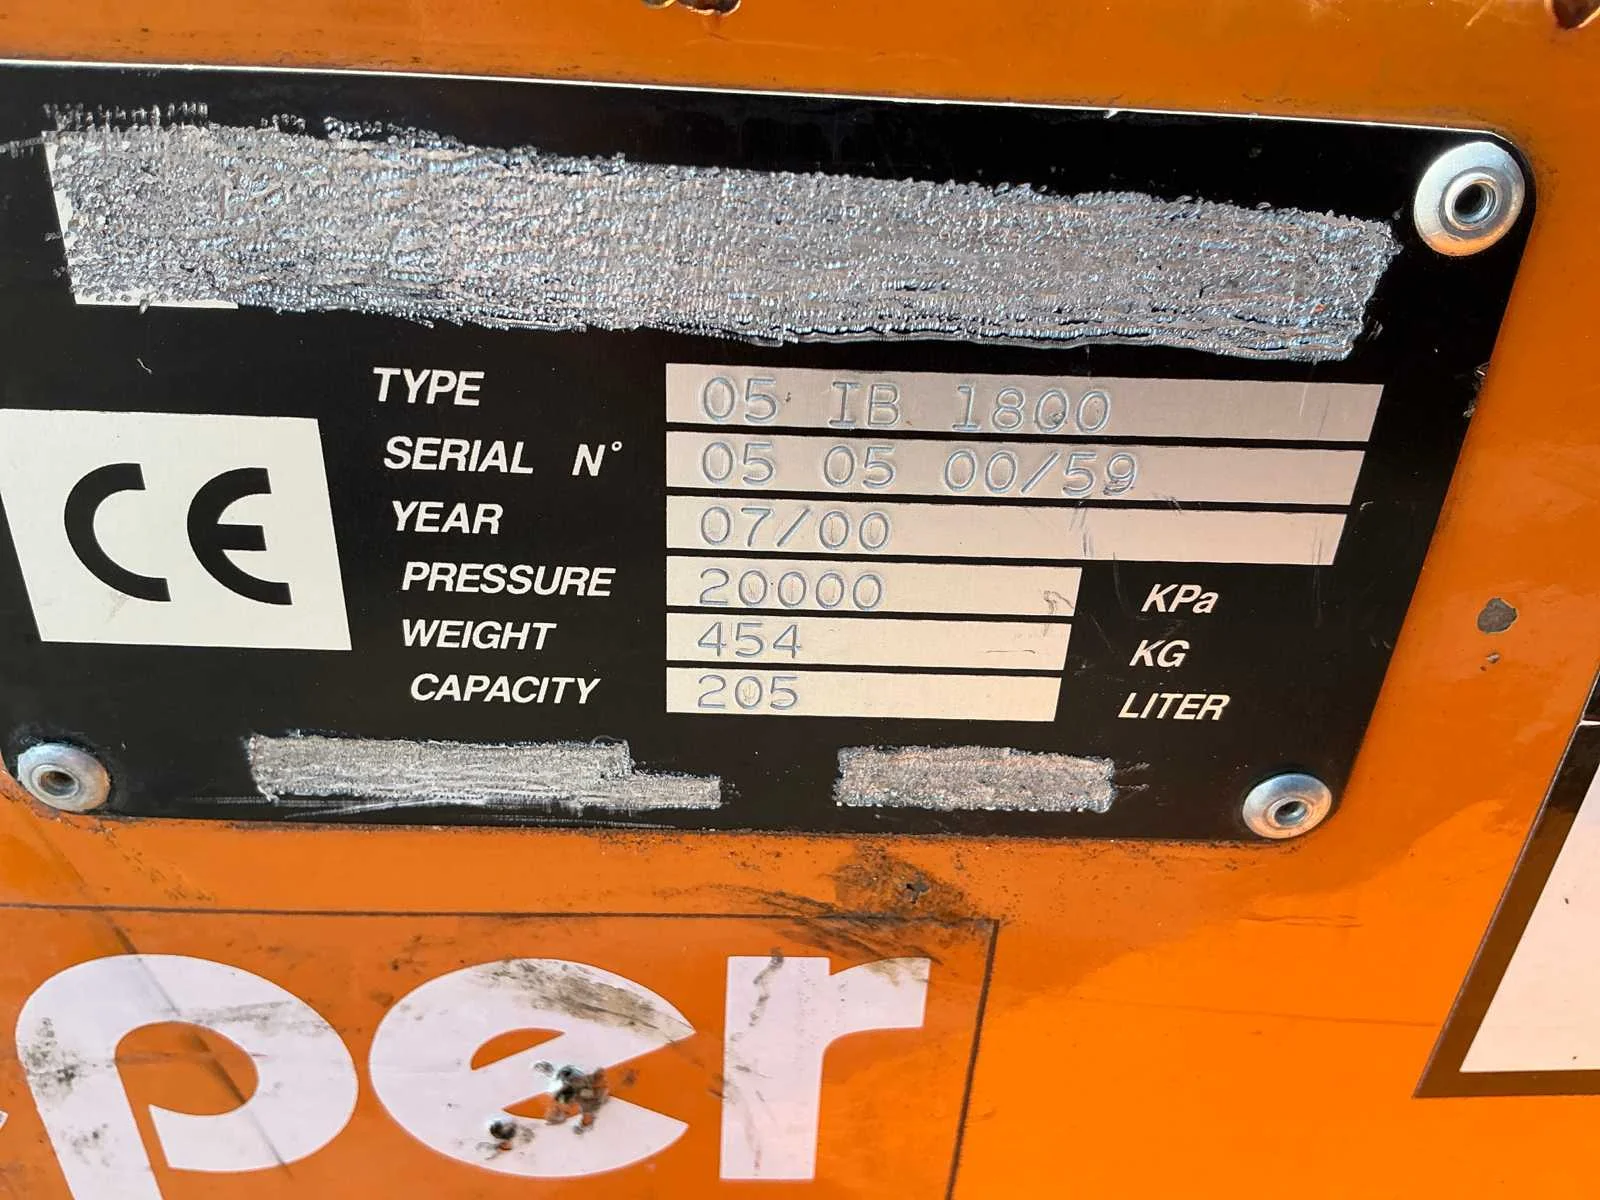 TYPE 05 IB 1800
SERIAL N° 05 05 00/59
YEAR 07/00
PRESSURE 20000 KPa
WEIGHT 454 KG
CAPACITY 205 LITER
CE
per